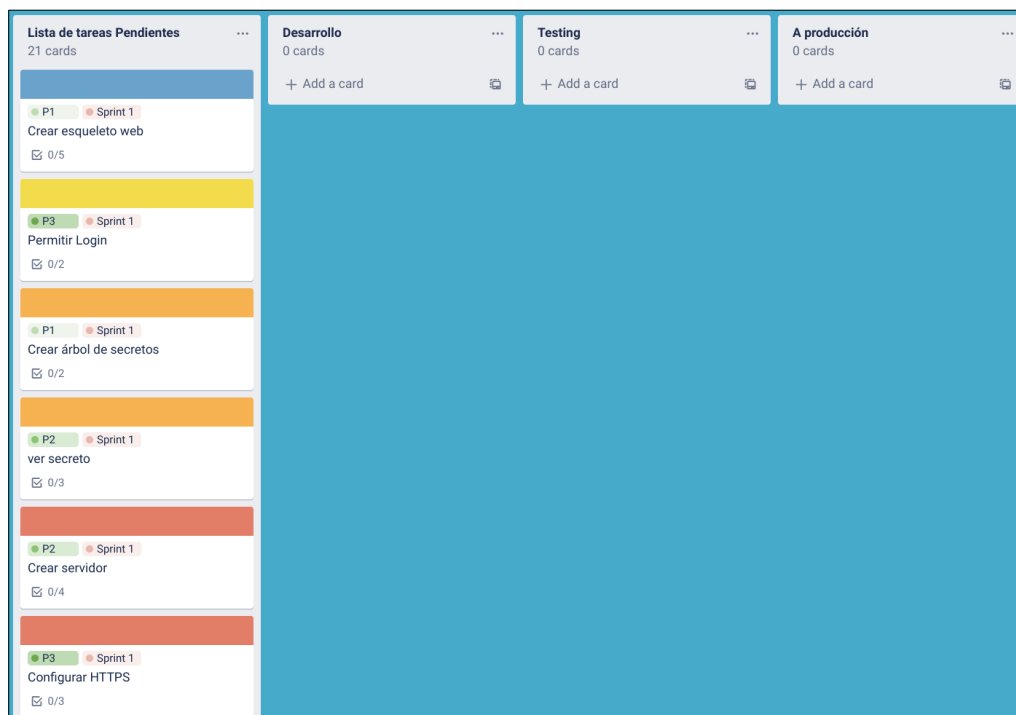 Lista de tareas Pendientes
21 cards
P1 Sprint 1
Crear esqueleto web
0/5
P3 Sprint 1
Permitir Login
0/2
P1 Sprint 1
Crear árbol de secretos
0/2
P2 Sprint 1
ver secreto
0/3
P2 Sprint 1
Crear servidor
0/4
P3 Sprint 1
Configurar HTTPS
0/3
Desarrollo
0 cards
+ Add a card
Testing
0 cards
+ Add a card
A producción
0 cards
+ Add a card